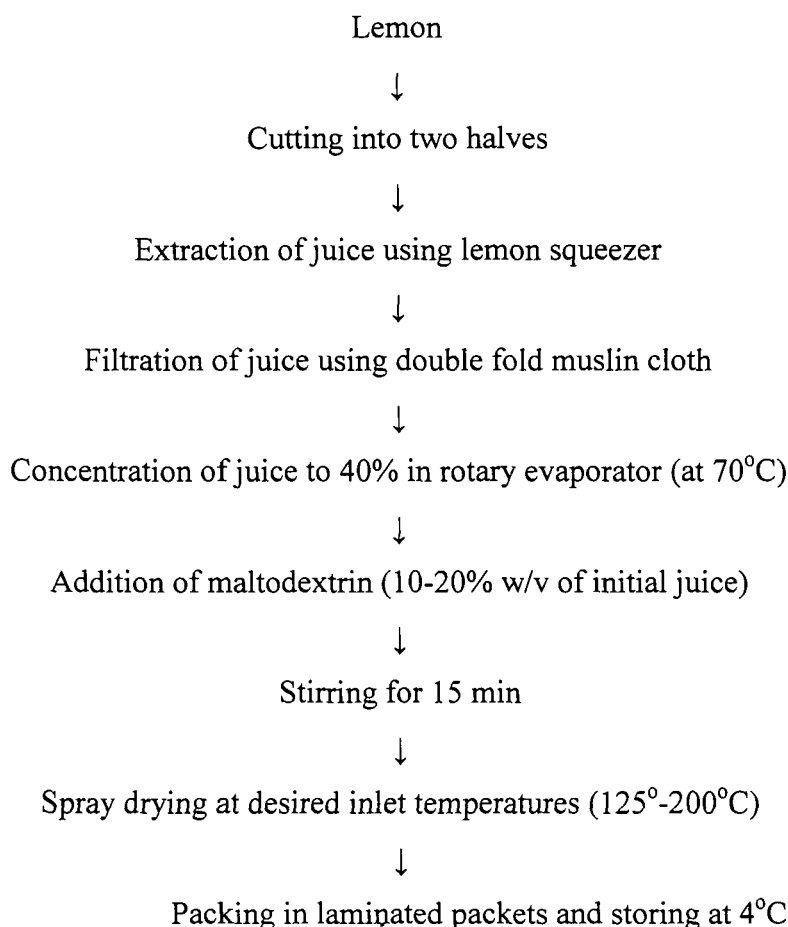 Lemon
↓
Cutting into two halves
↓
Extraction of juice using lemon squeezer
↓
Filtration of juice using double fold muslin cloth
↓
Concentration of juice to 40% in rotary evaporator (at 70°C)
↓
Addition of maltodextrin (10-20% w/v of initial juice)
↓
Stirring for 15 min
↓
Spray drying at desired inlet temperatures (125°-200°C)
↓
Packing in laminated packets and storing at 4°C